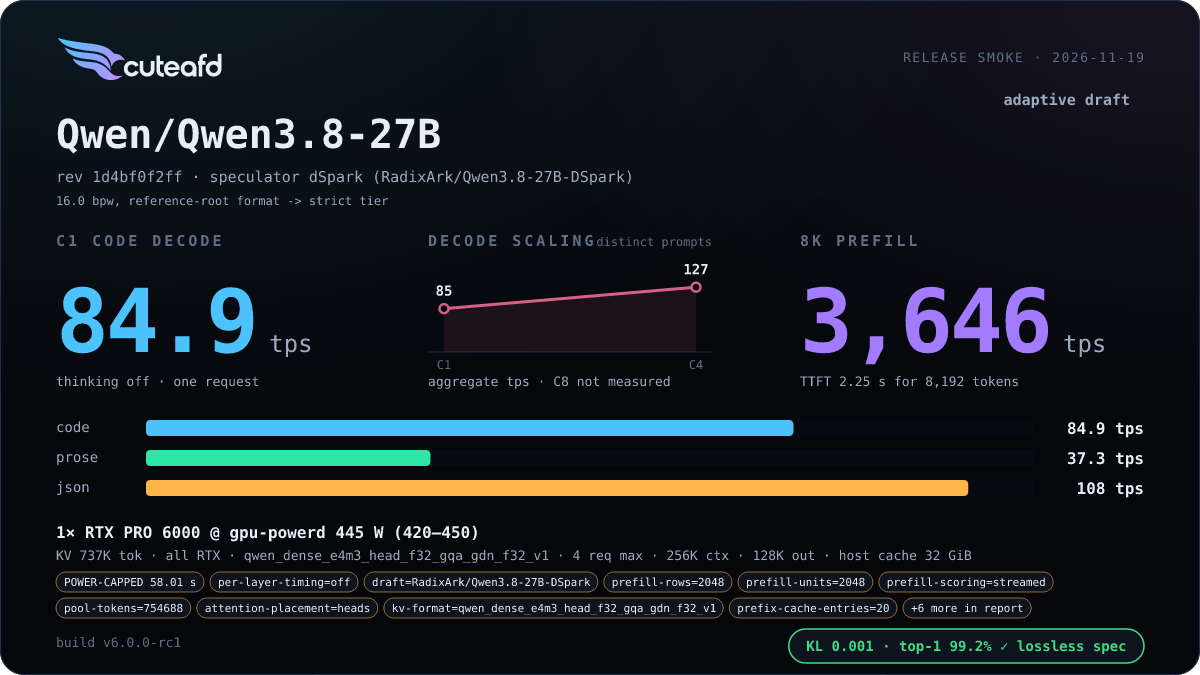 cuteafd
RELEASE SMOKE · 2026-11-19
adaptive draft
Qwen/Qwen3.8-27B
rev 1d4bf0f2ff · speculator dSpark (RadixArk/Qwen3.8-27B-DSpark)
16.0 bpw, reference-root format -> strict tier
C1 CODE DECODE
84.9 tps
thinking off · one request
DECODE SCALING distinct prompts
85
127
C1
C4
aggregate tps · C8 not measured
8K PREFILL
3,646 tps
TTFT 2.25 s for 8,192 tokens
code 84.9 tps
prose 37.3 tps
json 108 tps
1× RTX PRO 6000 @ gpu-powerd 445 W (420–450)
KV 737K tok · all RTX · qwen_dense_e4m3_head_f32_gqa_gdn_f32_v1 · 4 req max · 256K ctx · 128K out · host cache 32 GiB
POWER-CAPPED 58.01 s per-layer-timing=off draft=RadixArk/Qwen3.8-27B-DSpark prefill-rows=2048 prefill-units=2048 prefill-scoring=streamed
pool-tokens=754688 attention-placement=heads kv-format=qwen_dense_e4m3_head_f32_gqa_gdn_f32_v1 prefix-cache-entries=20 +6 more in report
build v6.0.0-rc1
KL 0.001 · top-1 99.2% ✓ lossless spec